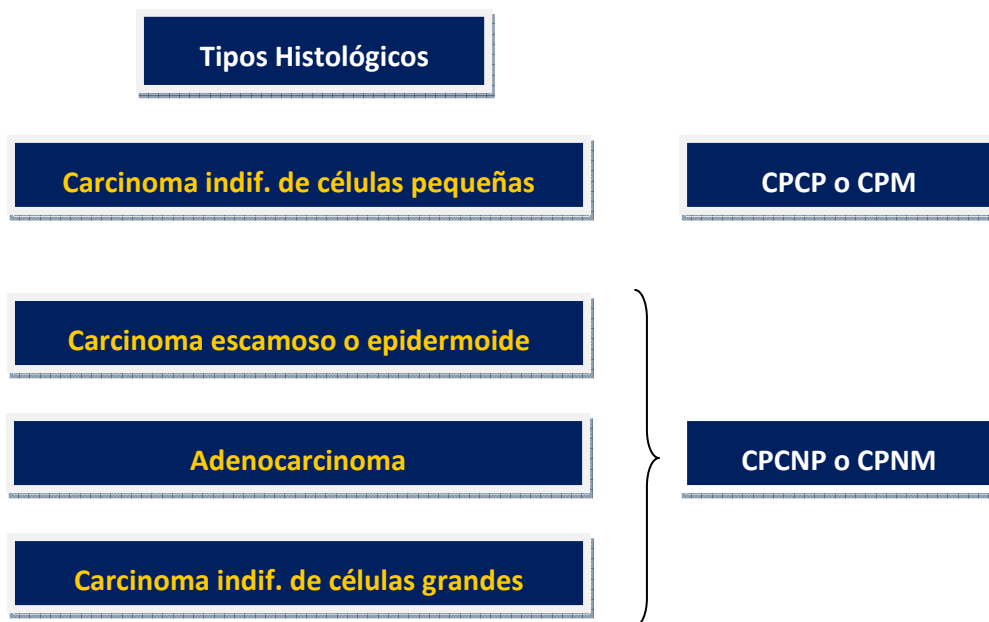 Tipos Histológicos
Carcinoma indif. de células pequeñas
CPCP o CPM
Carcinoma escamoso o epidermoide
Adenocarcinoma
CPCNP o CPNM
Carcinoma indif. de células grandes